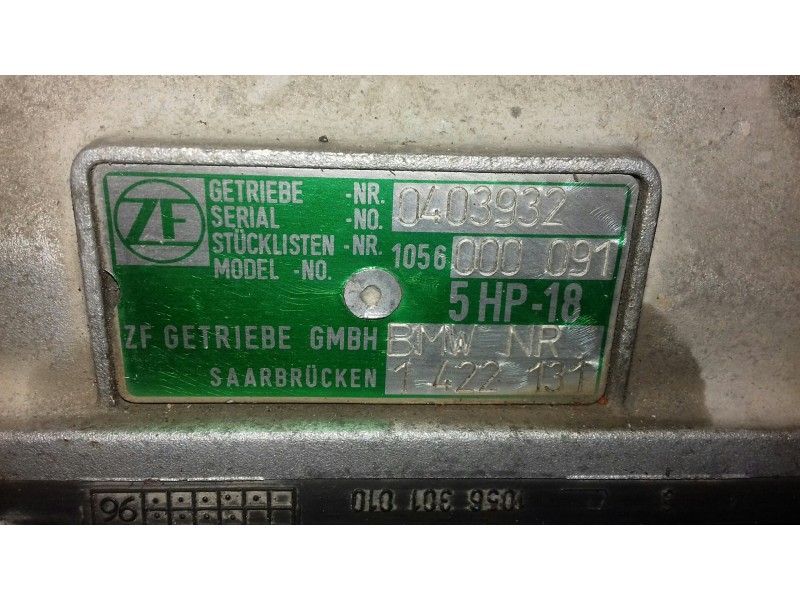 ZF
GETRIEBE -NR. 0403932
SERIAL -NO.
STÜCKLISTEN -NR. 1056 000 091
MODEL -NO.
5 HP-18
ZF GETRIEBE GMBH BMW NR.
SAARBRÜCKEN 1 422 131
96 1056 301 010